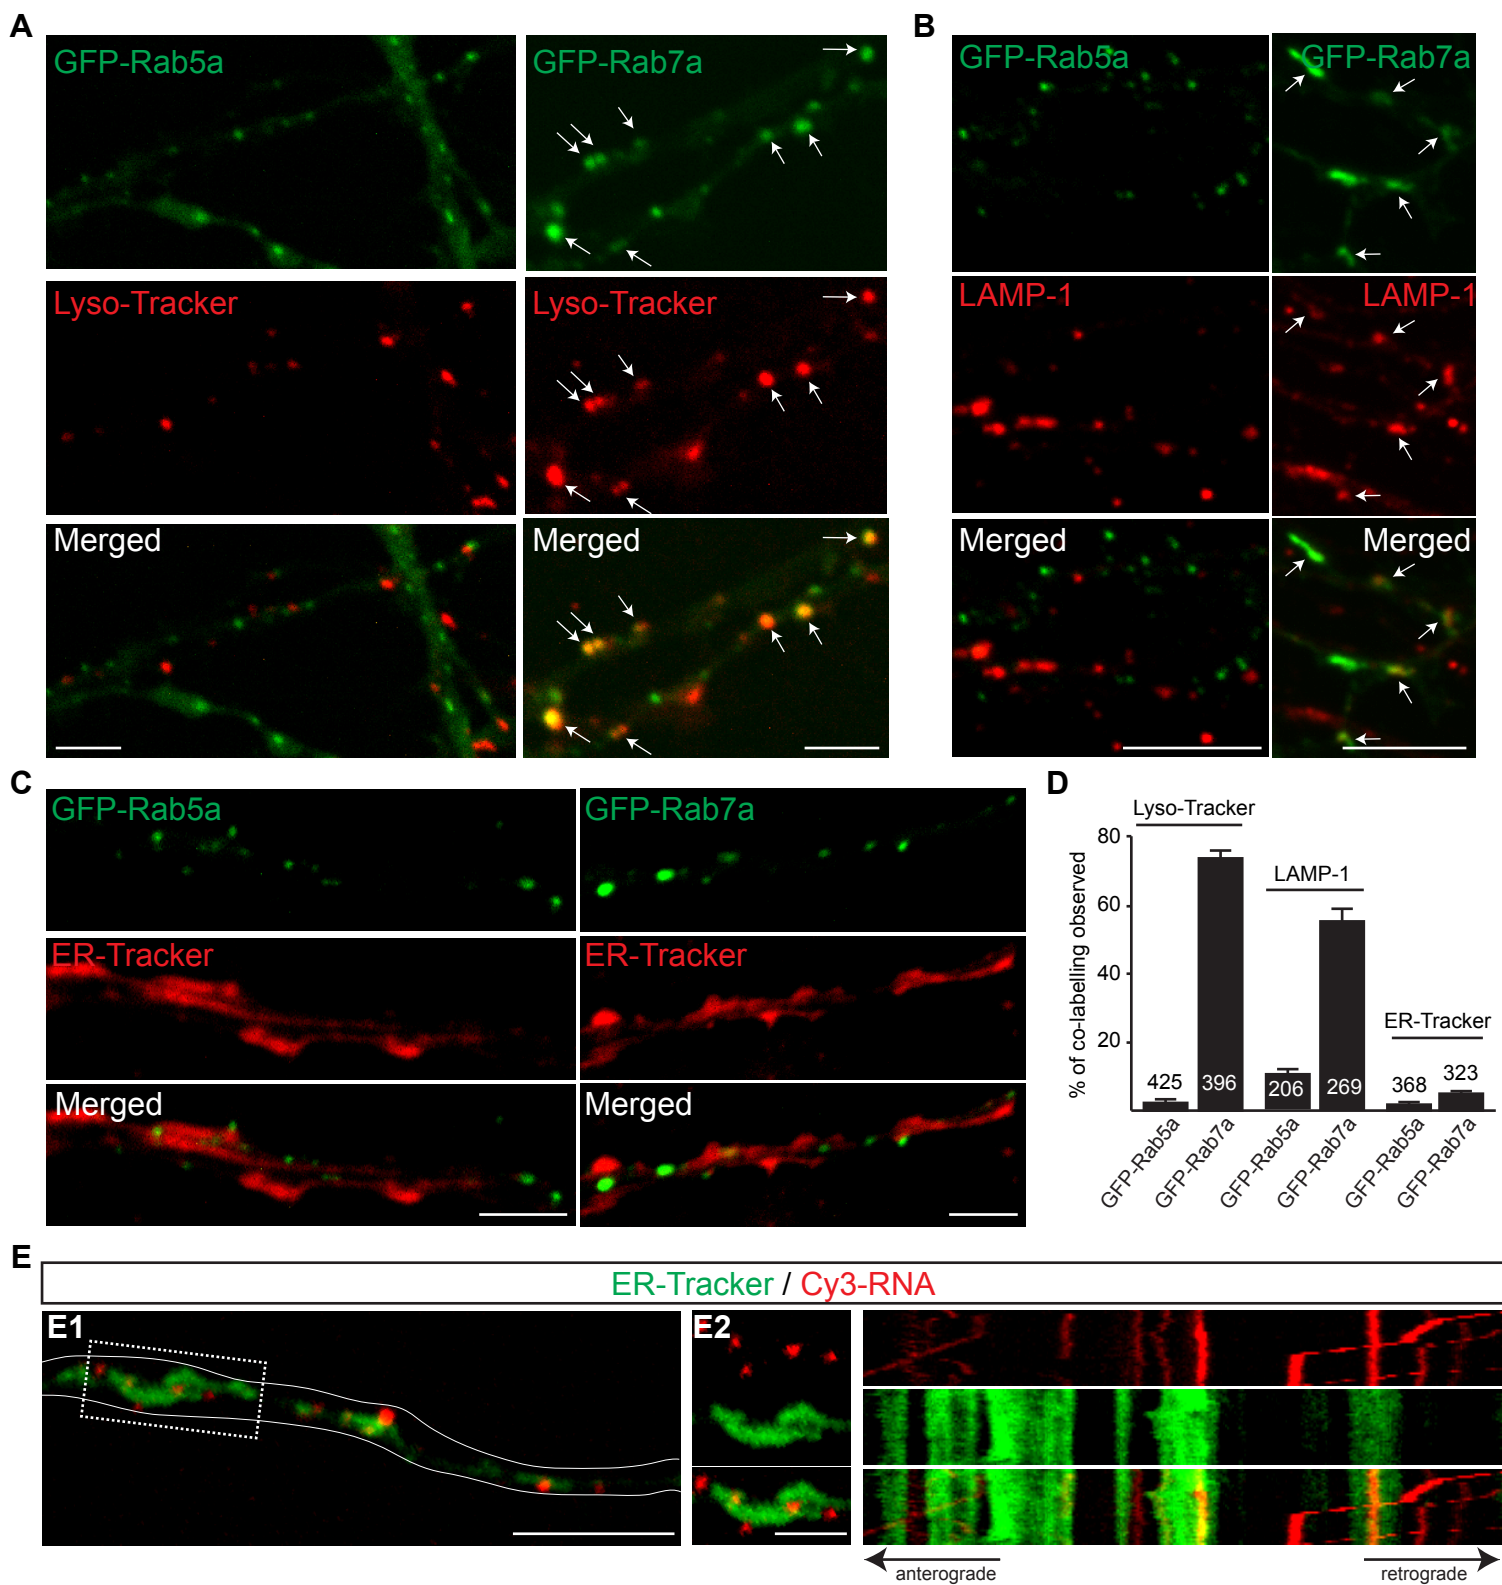 A
B
GFP-Rab5a
GFP-Rab7a
GFP-Rab5a
GFP-Rab7a
Lyso-Tracker
Lyso-Tracker
LAMP-1
LAMP-1
Merged
Merged
Merged
Merged
C
GFP-Rab5a
GFP-Rab7a
ER-Tracker
ER-Tracker
Merged
Merged
D
Lyso-Tracker
LAMP-1
ER-Tracker
% of co-labelling observed
80
60
40
20
425
396
206
269
368
323
GFP-Rab5a
GFP-Rab7a
GFP-Rab5a
GFP-Rab7a
GFP-Rab5a
GFP-Rab7a
E
ER-Tracker / Cy3-RNA
E1
E2
anterograde
retrograde